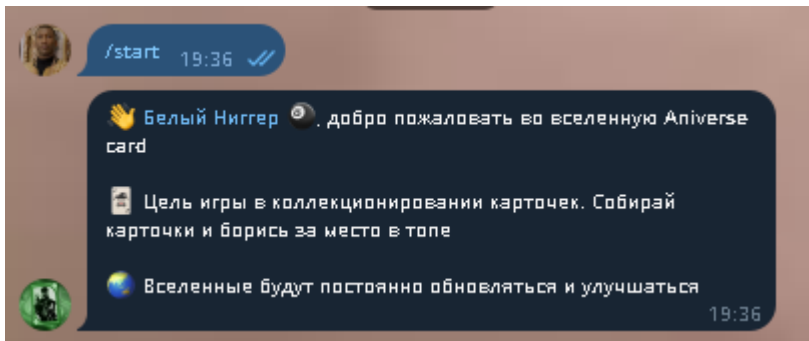 /start 19:36
👋 Белый Ниггер 🎱, добро пожаловать во вселенную Aniverse
card
🃏 Цель игры в коллекционировании карточек. Собирай
карточки и борись за место в топе
🌏 Вселенные будут постоянно обновляться и улучшаться
19:36